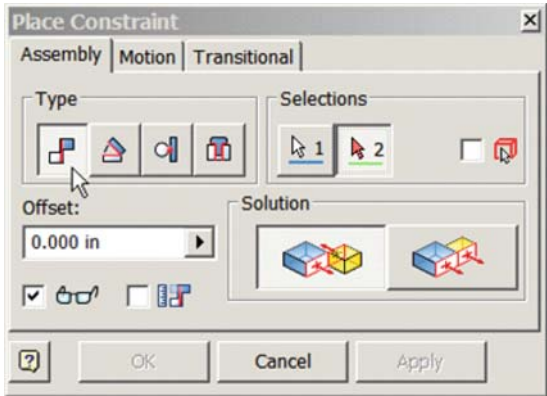 Place Constraint
Assembly Motion Transitional
Type
Selections
1 2
Offset:
Solution
0.000 in
OK Cancel Apply